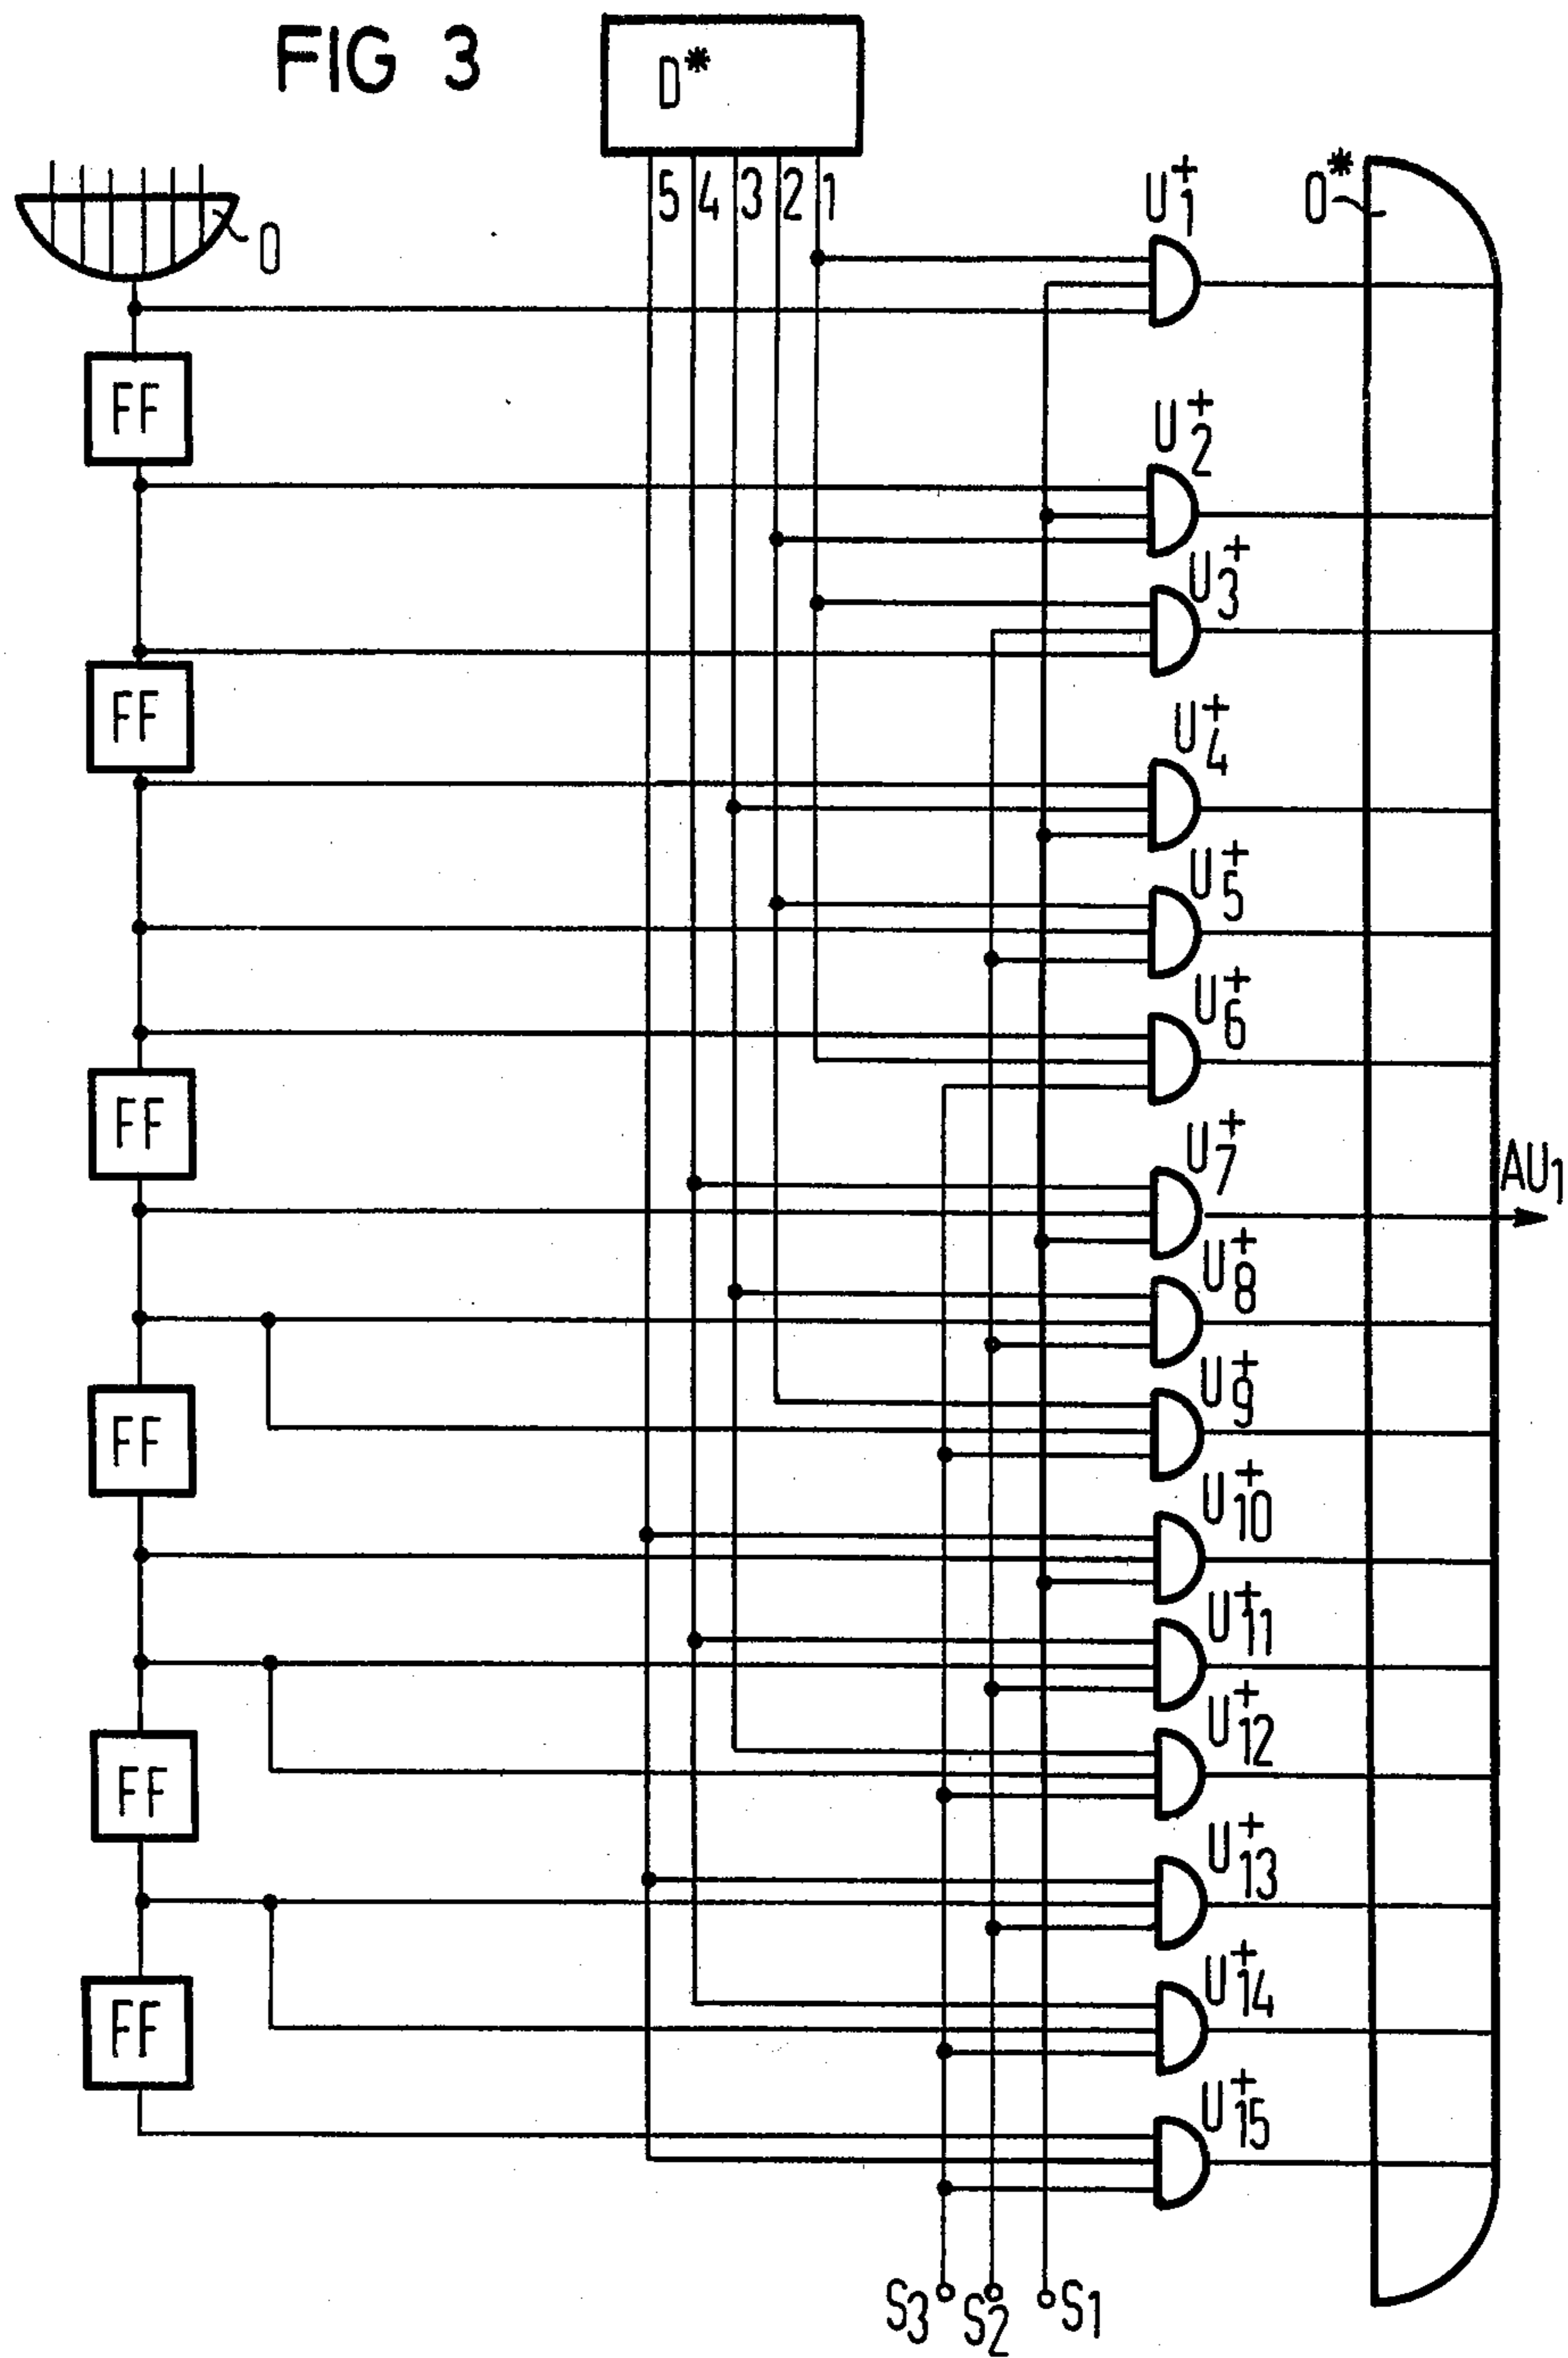 FIG 3
D*
5 4 3 2 1
O
O*
U1+
FF
U2+
U3+
FF
U4+
U5+
U6+
FF
U7+
AU1
U8+
U9+
FF
U10+
U11+
U12+
FF
U13+
U14+
FF
U15+
S3 S2 S1